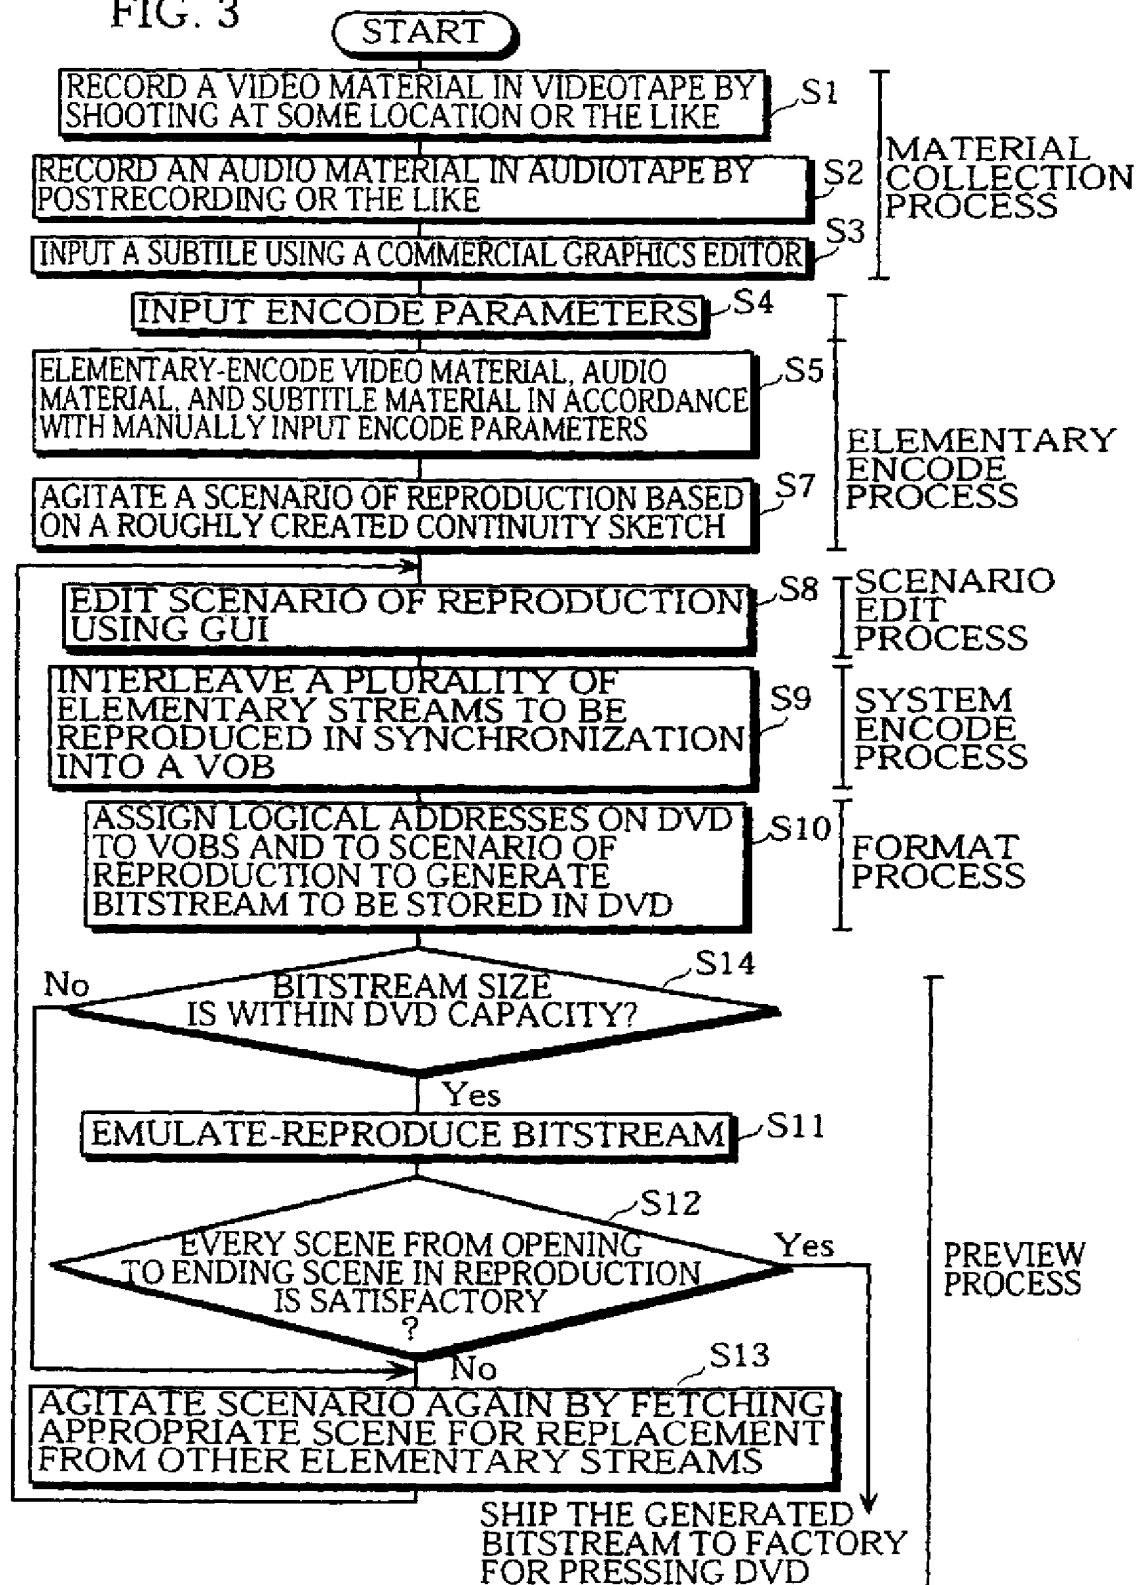 FIG. 3
START
RECORD A VIDEO MATERIAL IN VIDEOTAPE BY
SHOOTING AT SOME LOCATION OR THE LIKE
S1
RECORD AN AUDIO MATERIAL IN AUDIOTAPE BY
POSTRECORDING OR THE LIKE
S2
INPUT A SUBTILE USING A COMMERCIAL GRAPHICS EDITOR
S3
MATERIAL
COLLECTION
PROCESS
INPUT ENCODE PARAMETERS
S4
ELEMENTARY-ENCODE VIDEO MATERIAL, AUDIO
MATERIAL, AND SUBTITLE MATERIAL IN ACCORDANCE
WITH MANUALLY INPUT ENCODE PARAMETERS
S5
AGITATE A SCENARIO OF REPRODUCTION BASED
ON A ROUGHLY CREATED CONTINUITY SKETCH
S7
ELEMENTARY
ENCODE
PROCESS
EDIT SCENARIO OF REPRODUCTION
USING GUI
S8
SCENARIO
EDIT
PROCESS
INTERLEAVE A PLURALITY OF
ELEMENTARY STREAMS TO BE
REPRODUCED IN SYNCHRONIZATION
INTO A VOB
S9
SYSTEM
ENCODE
PROCESS
ASSIGN LOGICAL ADDRESSES ON DVD
TO VOBS AND TO SCENARIO OF
REPRODUCTION TO GENERATE
BITSTREAM TO BE STORED IN DVD
S10
FORMAT
PROCESS
No
BITSTREAM SIZE
IS WITHIN DVD CAPACITY?
S14
Yes
EMULATE-REPRODUCE BITSTREAM
S11
EVERY SCENE FROM OPENING
TO ENDING SCENE IN REPRODUCTION
IS SATISFACTORY
?
S12
Yes
PREVIEW
PROCESS
No
S13
AGITATE SCENARIO AGAIN BY FETCHING
APPROPRIATE SCENE FOR REPLACEMENT
FROM OTHER ELEMENTARY STREAMS
SHIP THE GENERATED
BITSTREAM TO FACTORY
FOR PRESSING DVD